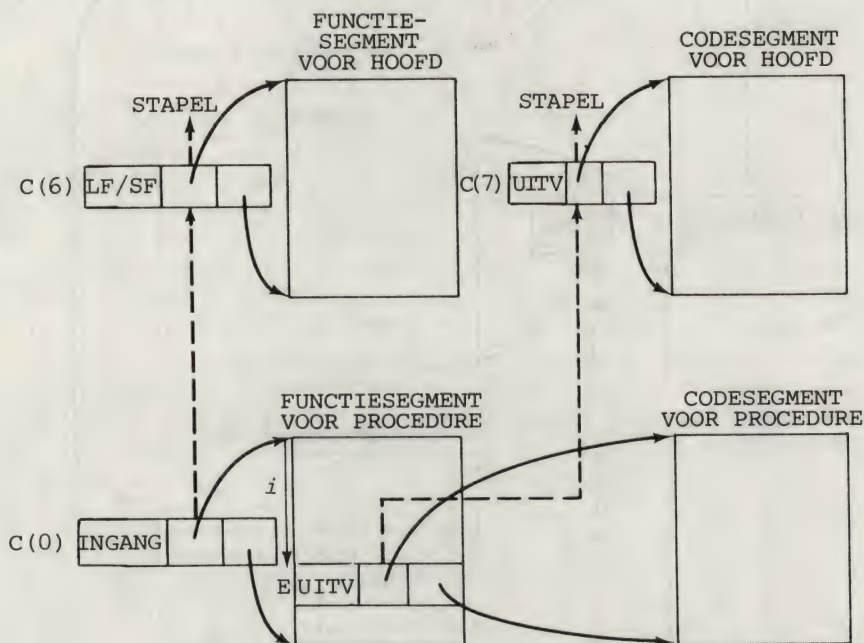 FUNCTIE-
SEGMENT
VOOR HOOFD
CODESEGMENT
VOOR HOOFD
STAPEL
STAPEL
C(6) LF/SF
C(7) UITV
FUNCTIESEGMENT
VOOR PROCEDURE
CODESEGMENT
VOOR PROCEDURE
i
C(0) INGANG
E UITV